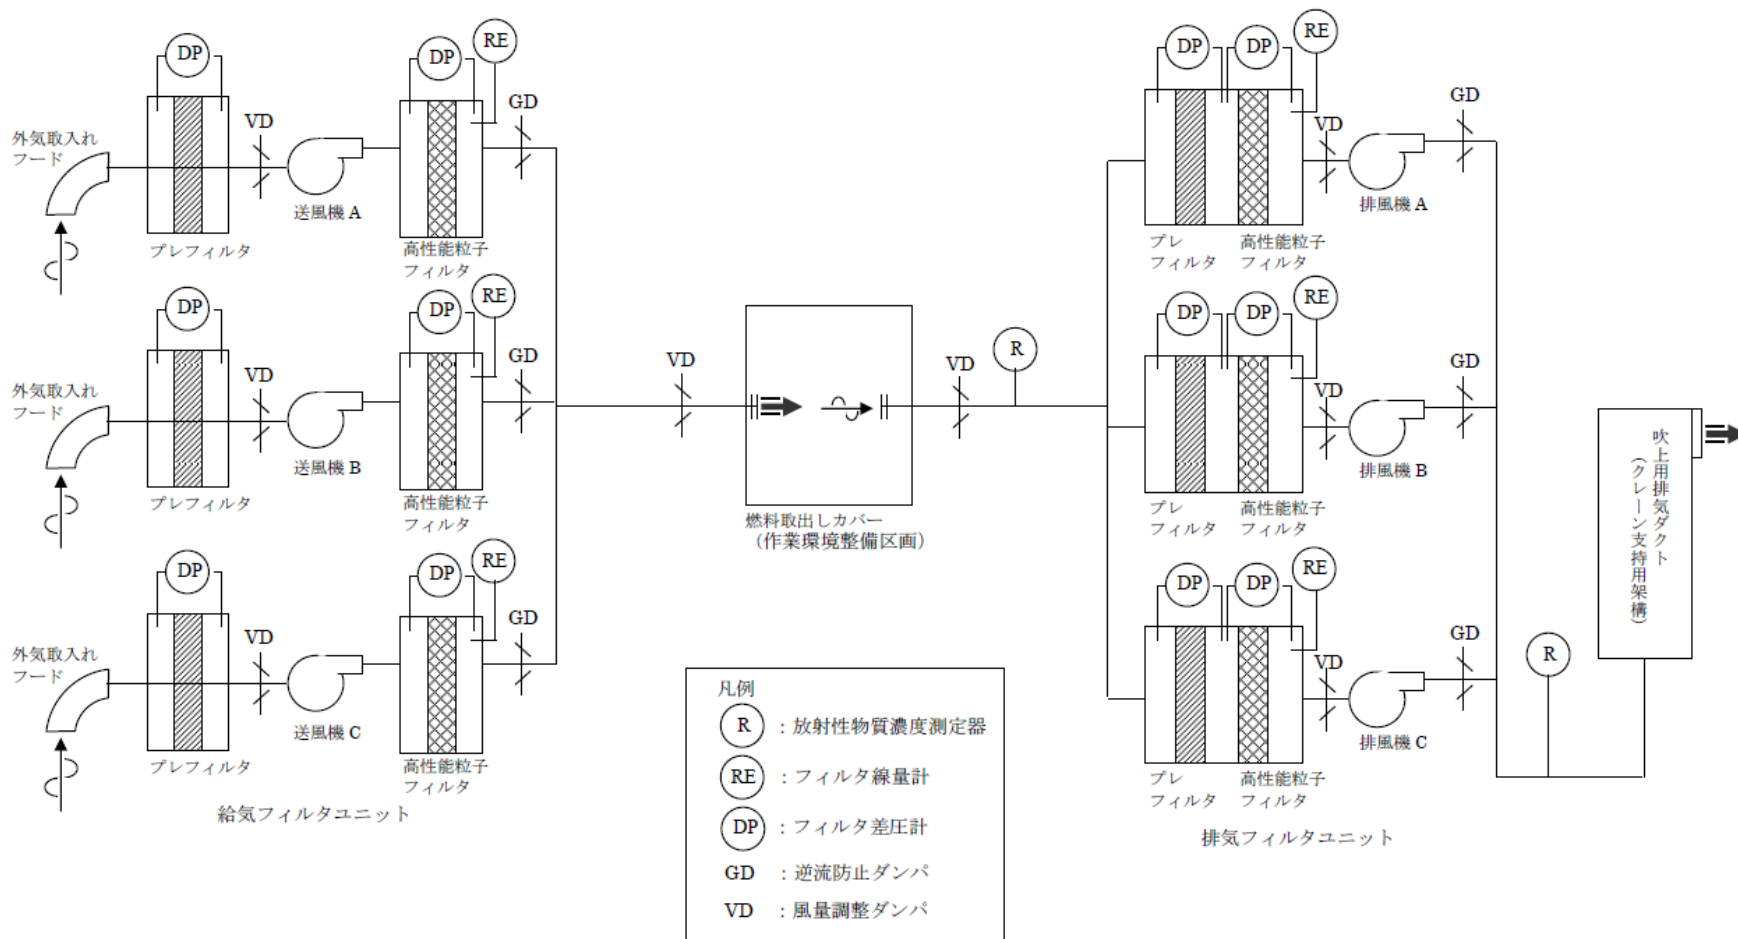 DP
DP
RE
VD
GD
外気取入れ
フード
送風機 A
プレフィルタ
高性能粒子
フィルタ
DP
DP
RE
VD
GD
外気取入れ
フード
送風機 B
プレフィルタ
高性能粒子
フィルタ
DP
DP
RE
VD
GD
外気取入れ
フード
送風機 C
プレフィルタ
高性能粒子
フィルタ
給気フィルタユニット
VD
燃料取出しカバー
（作業環境整備区画）
VD
R
DP
DP
RE
VD
GD
排風機 A
プレ
フィルタ
高性能粒子
フィルタ
DP
DP
RE
VD
GD
排風機 B
プレ
フィルタ
高性能粒子
フィルタ
DP
DP
RE
VD
GD
排風機 C
プレ
フィルタ
高性能粒子
フィルタ
排気フィルタユニット
R
吹上用排気ダクト
（クレーン支持用架構）
凡例
R ：放射性物質濃度測定器
RE ：フィルタ線量計
DP ：フィルタ差圧計
GD ：逆流防止ダンパ
VD ：風量調整ダンパ